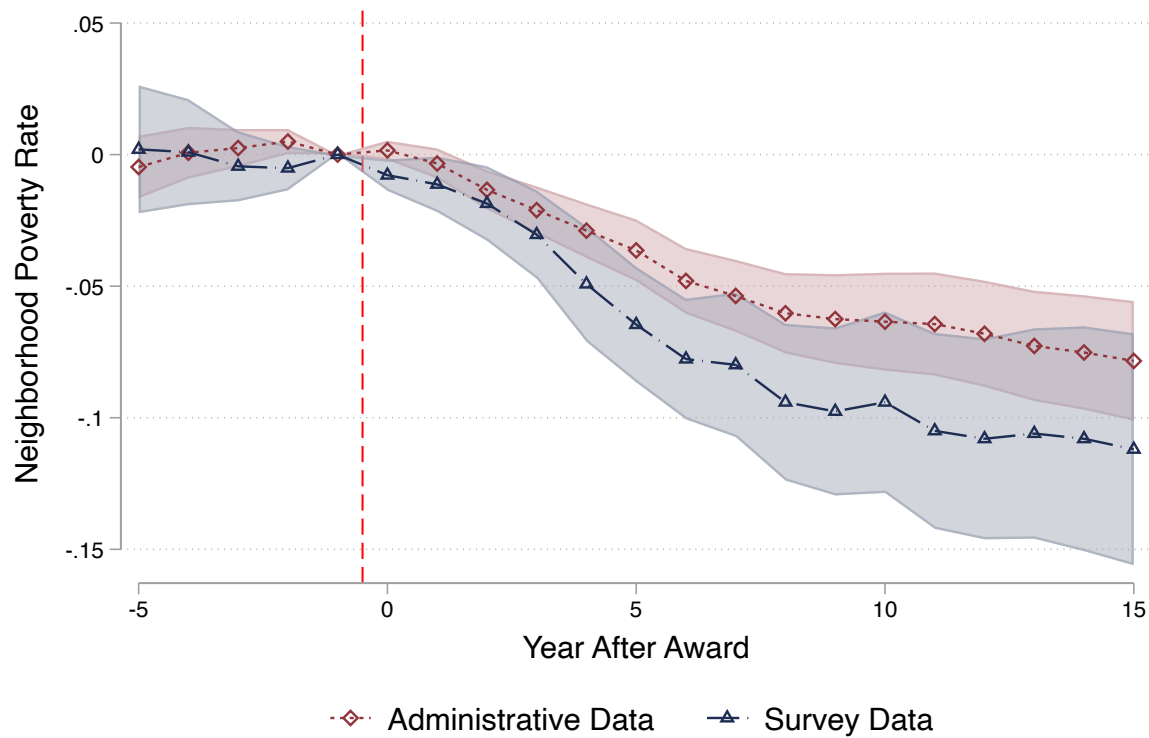 .05
0
-.05
-.1
-.15
Neighborhood Poverty Rate
-5 0 5 10 15
Year After Award
Administrative Data Survey Data